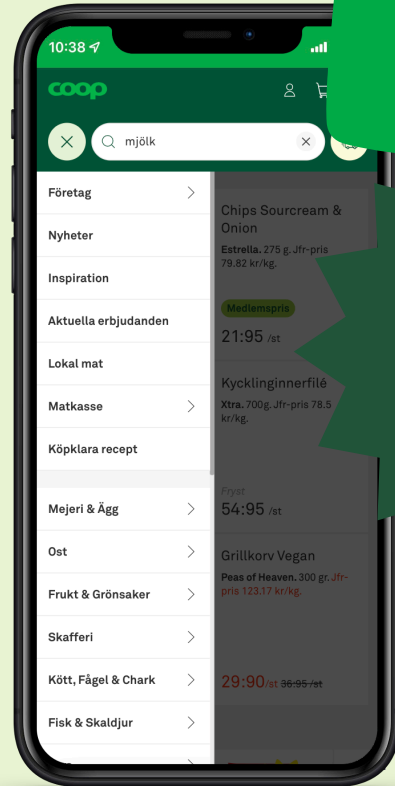 10:38
coop
mjölk
Företag
Nyheter
Inspiration
Aktuella erbjudanden
Lokal mat
Matkasse
Köpklara recept
Mejeri & Ägg
Ost
Frukt & Grönsaker
Skafferi
Kött, Fågel & Chark
Fisk & Skaldjur
Chips Sourcream &
Onion
Estrella. 275 g. Jfr-pris
79.82 kr/kg.
Medlemspris
21:95 /st
Kycklinginnerfilé
Xtra. 700g. Jfr-pris 78.5
kr/kg.
Fryst
54:95 /st
Grillkorv Vegan
Peas of Heaven. 300 gr. Jfr-
pris 123.17 kr/kg.
29:90/st 36:95 /st